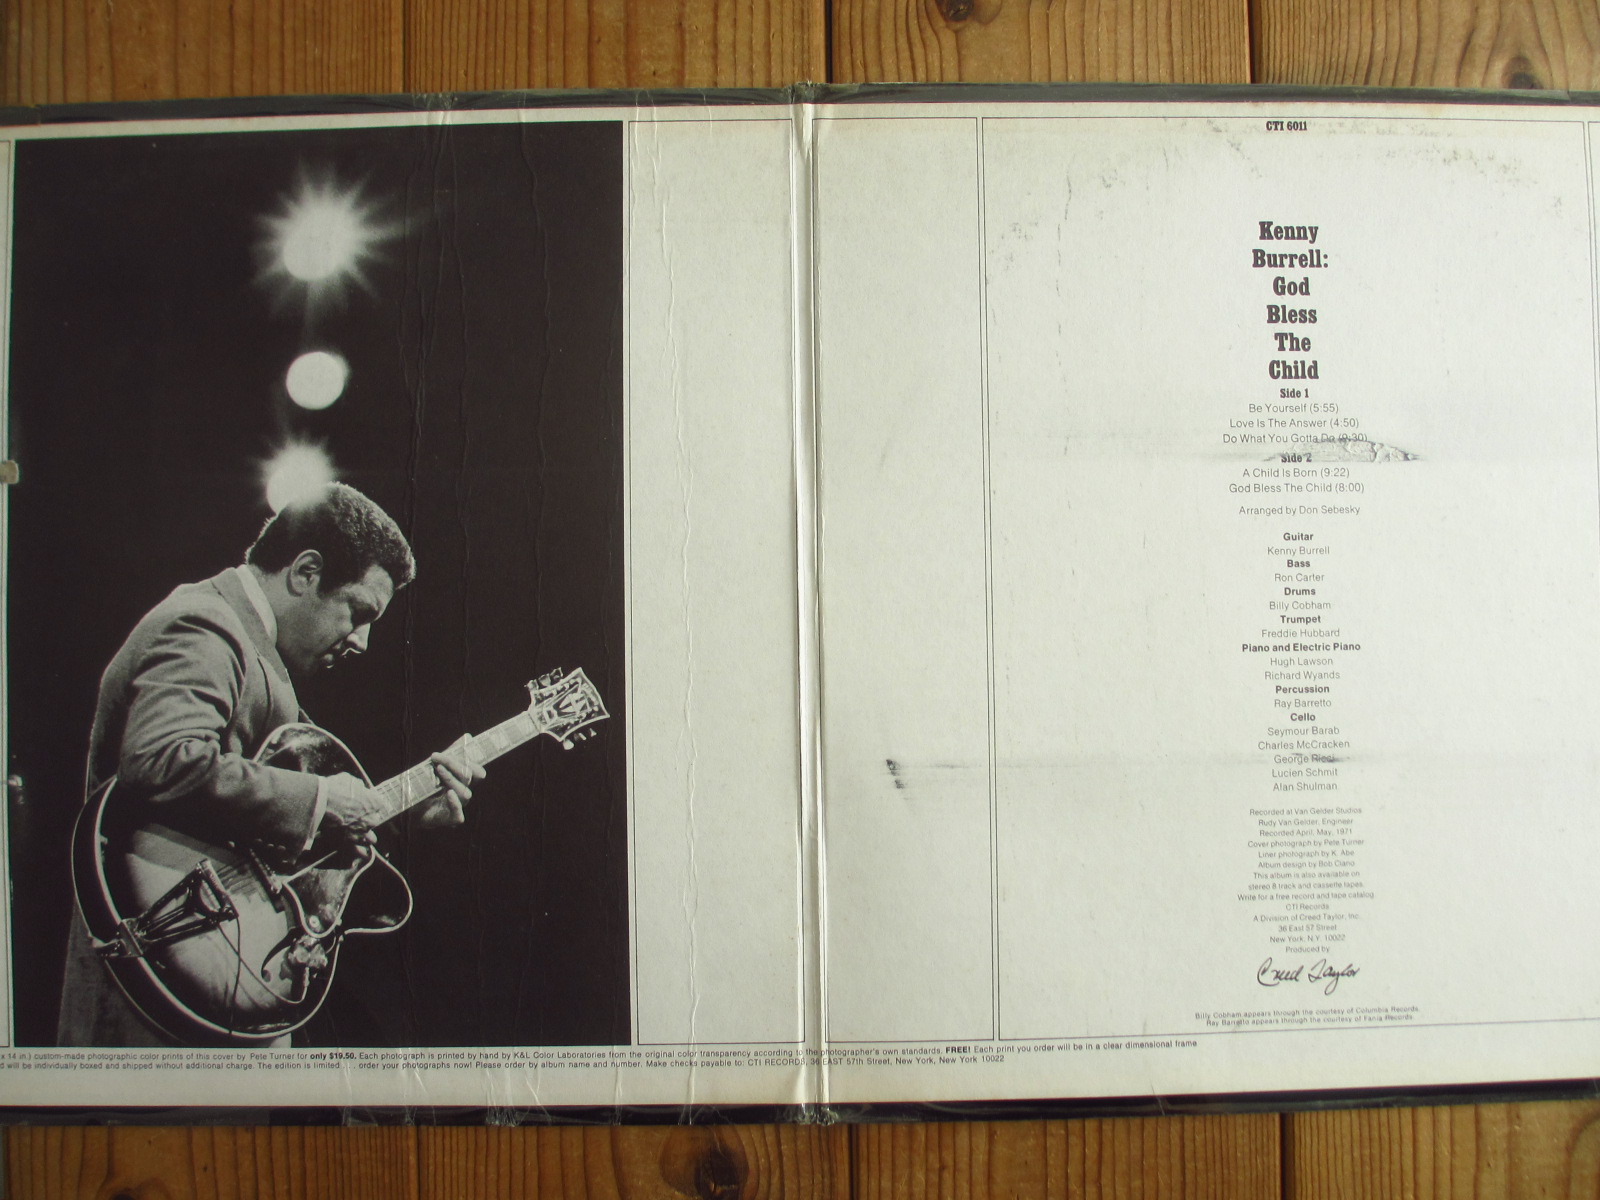 CTI 6011
Kenny
Burrell:
God
Bless
The
Child
Side 1
Be Yourself (5:55)
Love Is The Answer (4:50)
Do What You Gotta Do (9:30)
Side 2
A Child Is Born (9:22)
God Bless The Child (8:00)
Arranged by Don Sebesky
Guitar
Kenny Burrell
Bass
Ron Carter
Drums
Billy Cobham
Trumpet
Freddie Hubbard
Piano and Electric Piano
Hugh Lawson
Richard Wyands
Percussion
Ray Barretto
Cello
Seymour Barab
Charles McCracken
George Ricci
Lucien Schmit
Alan Shulman
Recorded at Van Gelder Studios
Rudy Van Gelder, Engineer
Recorded April, May, 1971
Cover photograph by Pete Turner
Liner photograph by K. Abe
Album design by Bob Ciano
This album is also available on
stereo 8 track and cassette tapes.
Write for a free record and tape catalog
CTI Records
A Division of Creed Taylor, Inc.
36 East 57 Street
New York, N.Y. 10022
Produced by
Creed Taylor
Billy Cobham appears through the courtesy of Columbia Records.
Ray Barretto appears through the courtesy of Fania Records.
x 14 in.) custom-made photographic color prints of this cover by Pete Turner for only $19.50. Each photograph is printed by hand by K&L Color Laboratories from the original color transparency according to the photographer's own standards. FREE! Each print you order will be in a clear dimensional frame
will be individually boxed and shipped without additional charge. The edition is limited . . . order your photographs now! Please order by album name and number. Make checks payable to: CTI RECORDS, 36 EAST 57th Street, New York, New York 10022